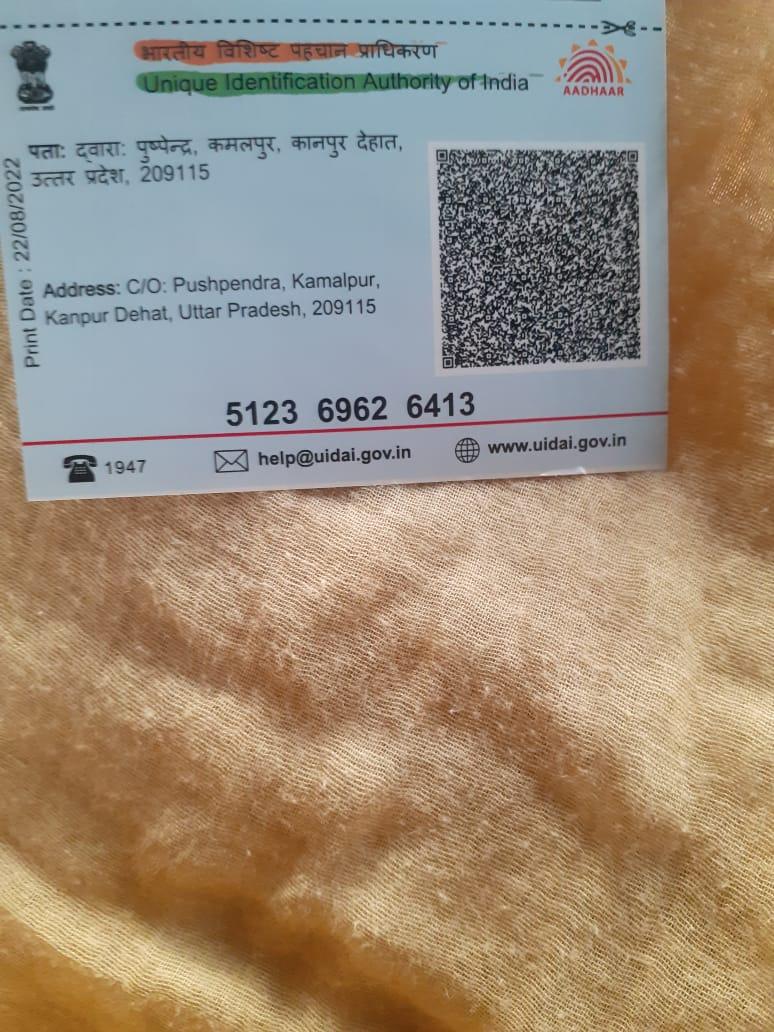 भारतीय विशिष्ट पहचान प्राधिकरण
Unique Identification Authority of India
AADHAAR
पता: द्वारा: पुष्पेन्द्र, कमलपुर, कानपुर देहात,
उत्तर प्रदेश, 209115
Print Date : 22/08/2022
Address: C/O: Pushpendra, Kamalpur,
Kanpur Dehat, Uttar Pradesh, 209115
5123 6962 6413
1947
help@uidai.gov.in
www.uidai.gov.in